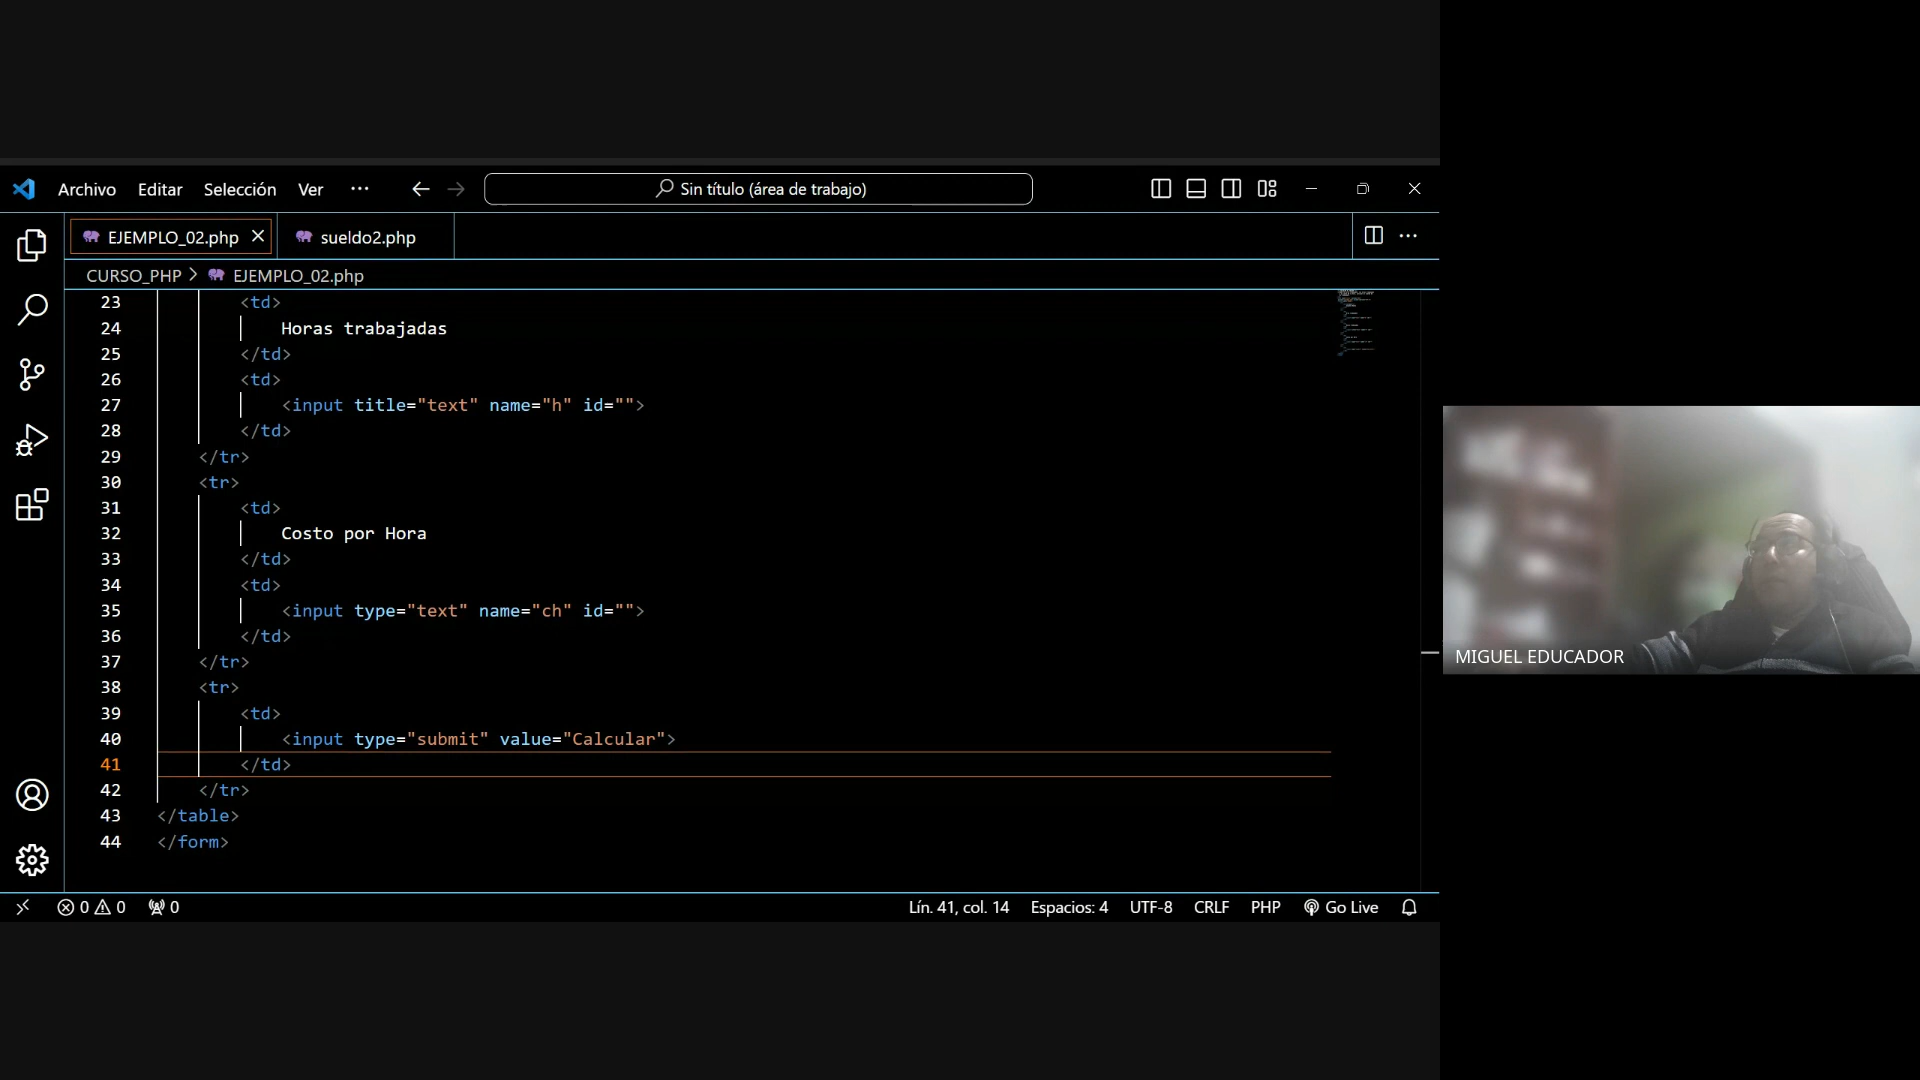 Archivo Editar Selección Ver ··· Sin título (área de trabajo)
EJEMPLO_02.php sueldo2.php
CURSO_PHP > EJEMPLO_02.php
23 <td>
24 Horas trabajadas
25 </td>
26 <td>
27 <input title="text" name="h" id="">
28 </td>
29 </tr>
30 <tr>
31 <td>
32 Costo por Hora
33 </td>
34 <td>
35 <input type="text" name="ch" id="">
36 </td>
37 </tr>
38 <tr>
39 <td>
40 <input type="submit" value="Calcular">
41 </td>
42 </tr>
43 </table>
44 </form>
MIGUEL EDUCADOR
0 0 0 Lín. 41, col. 14 Espacios: 4 UTF-8 CRLF PHP Go Live